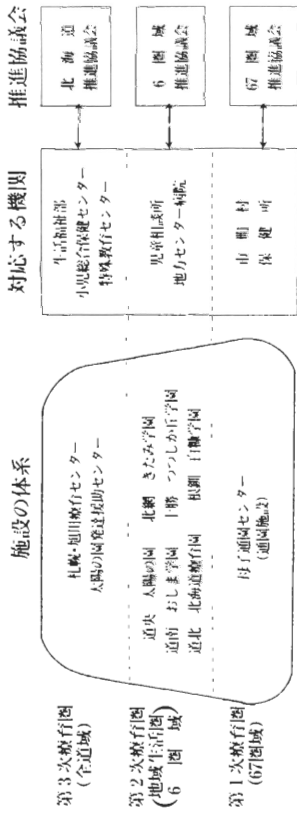 施設の体系
対応する機関
推進協議会
第3次療育圏
(全道域)
札幌・旭川療育センター
太陽の園発達援助センター
生活福祉部
小児総合保健センター
特殊教育センター
北海道
推進協議会
第2次療育圏
(地域生活圏
6圏域)
道央 太陽の園 北網 きたみ学園
道南 おしま学園 十勝 つつじか丘学園
道北 北海道療育園 根釧 白糠学園
児童相談所
地方センター病院
6圏域
推進協議会
第1次療育圏
(67圏域)
母子通園センター
(通園施設)
市町村
保健所
67圏域
推進協議会